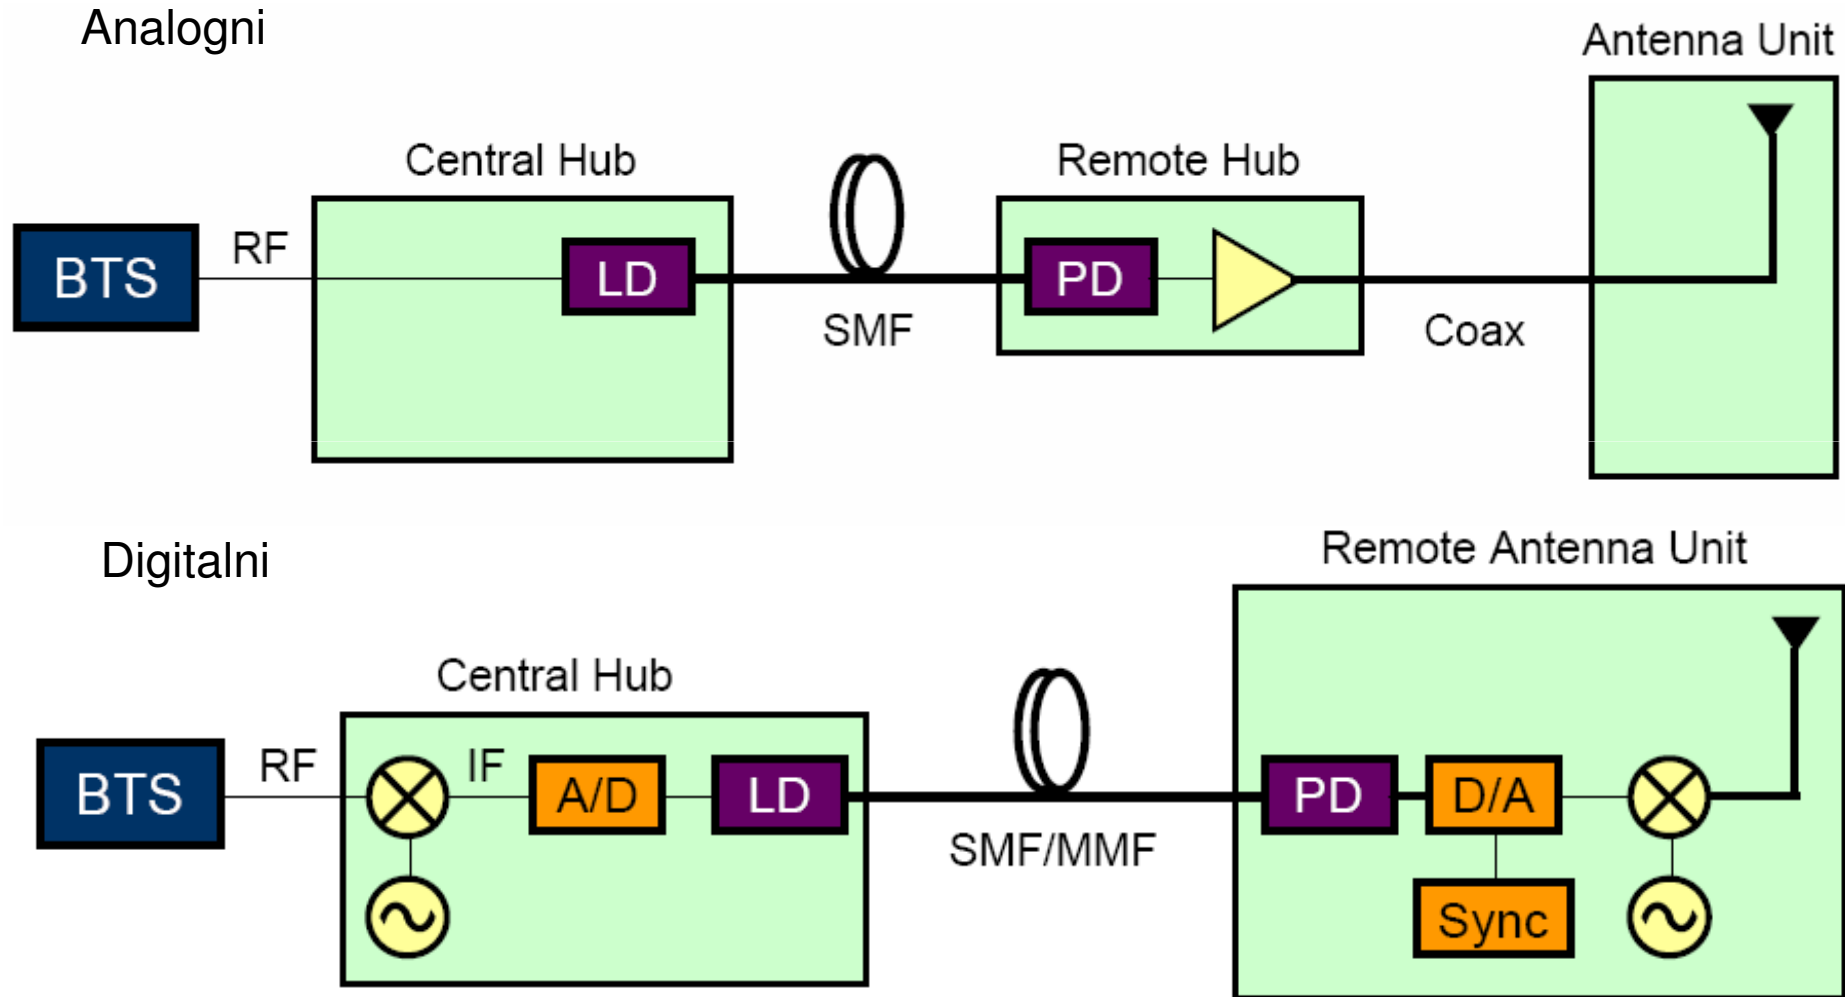 Analogni
Antenna Unit
Central Hub
Remote Hub
BTS
RF
LD
SMF
PD
Coax
Digitalni
Remote Antenna Unit
Central Hub
BTS
RF
IF
A/D
LD
SMF/MMF
PD
D/A
Sync